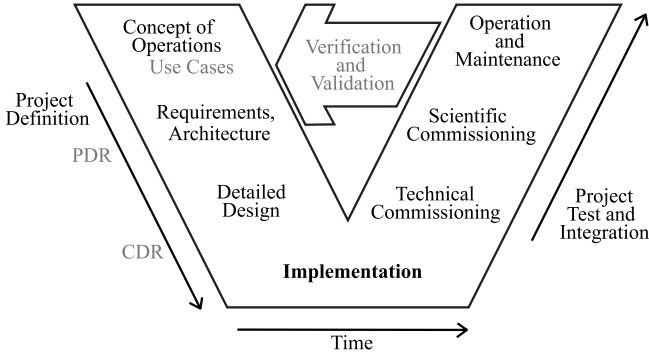 Concept of
Operations
Use Cases
Verification
and
Validation
Operation
and
Maintenance
Project
Definition
Requirements,
Architecture
Scientific
Commissioning
PDR
Detailed
Design
Technical
Commissioning
Project
Test and
Integration
CDR
Implementation
Time